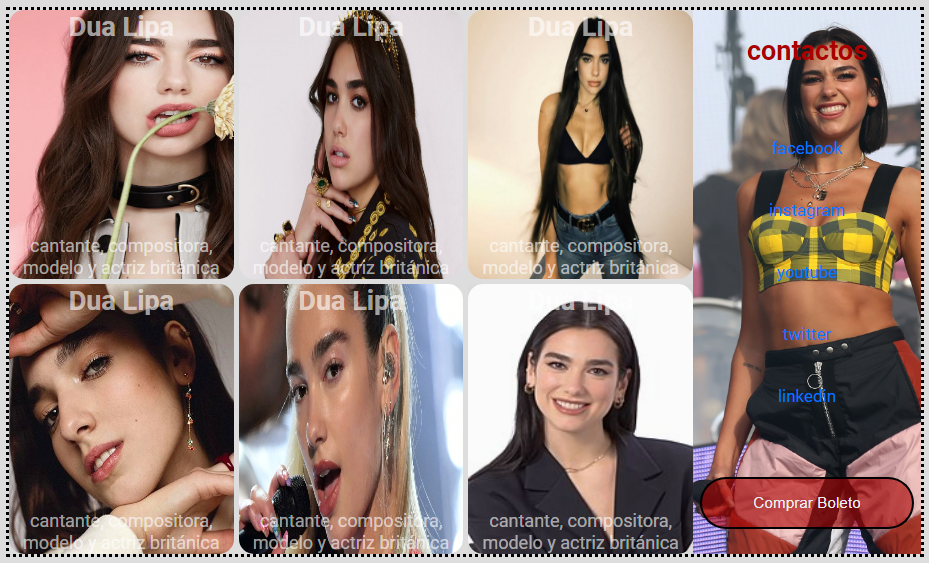 Dua Lipa
cantante, compositora,
modelo y actriz británica
Dua Lipa
cantante, compositora,
modelo y actriz británica
Dua Lipa
cantante, compositora,
modelo y actriz británica
Dua Lipa
cantante, compositora,
modelo y actriz británica
Dua Lipa
cantante, compositora,
modelo y actriz británica
Dua Lipa
cantante, compositora,
modelo y actriz británica
contactos
facebook
instagram
youtube
twitter
linkedin
Comprar Boleto